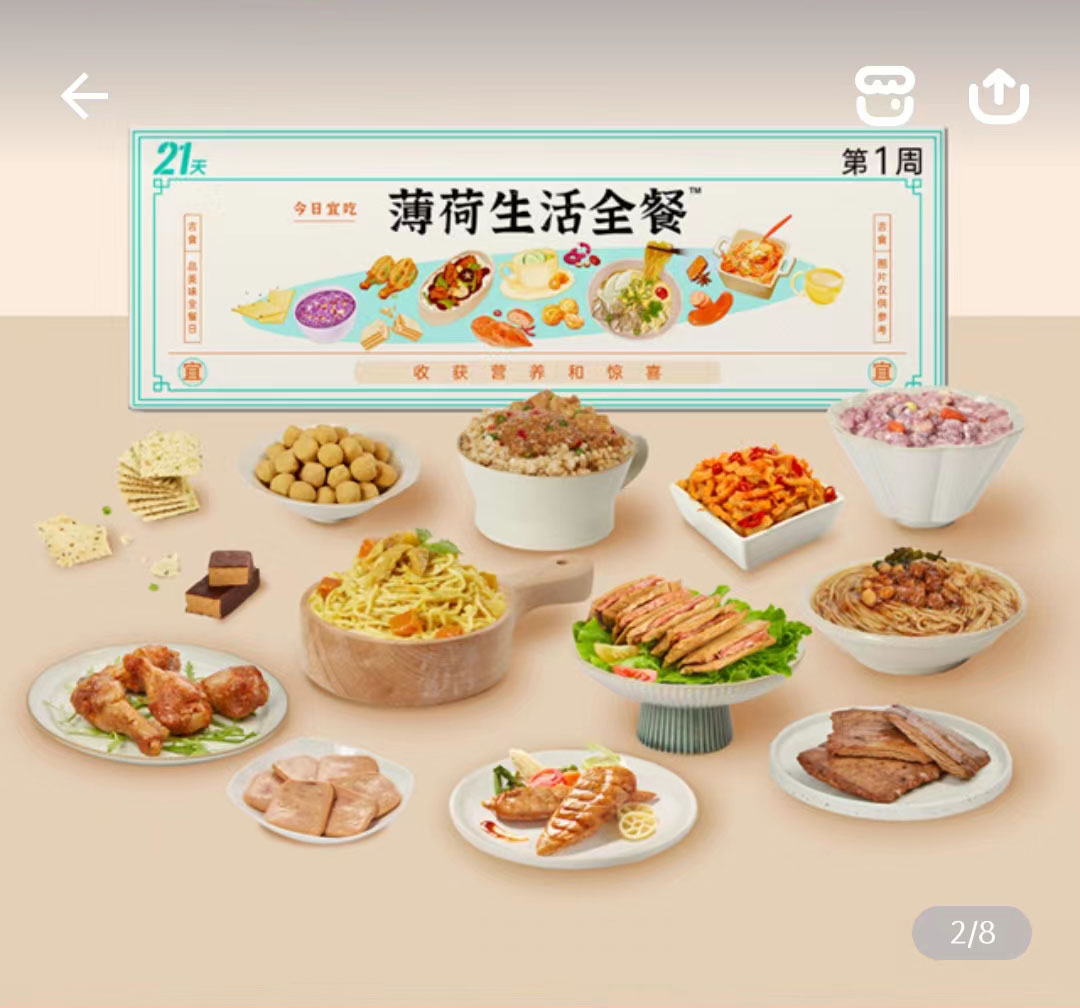 21天
第1周
今日宜吃
薄荷生活全餐™
吉食 品美味全餐日
吉食 图片仅供参考
宜
收获营养和惊喜
宜
2/8